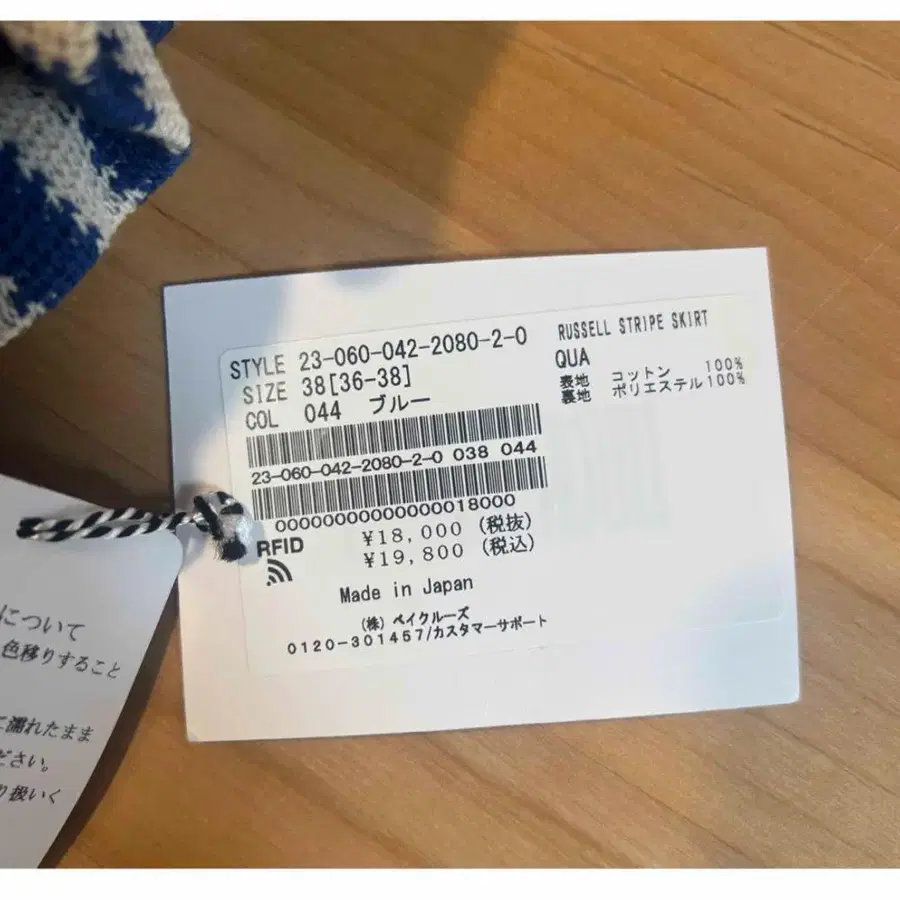 STYLE 23-060-042-2080-2-0
SIZE 38[36-38]
COL 044 ブルー
23-060-042-2080-2-0 038 044
00000000000000018000
RFID
¥18,000 (税抜)
¥19,800 (税込)
Made in Japan
(株) ベイクルーズ
0120-301457/カスタマーサポート
RUSSELL STRIPE SKIRT
QUA
表地 コットン 100%
裏地 ポリエステル100%
について
色移りすること
濡れたまま
ださい。
り扱いく